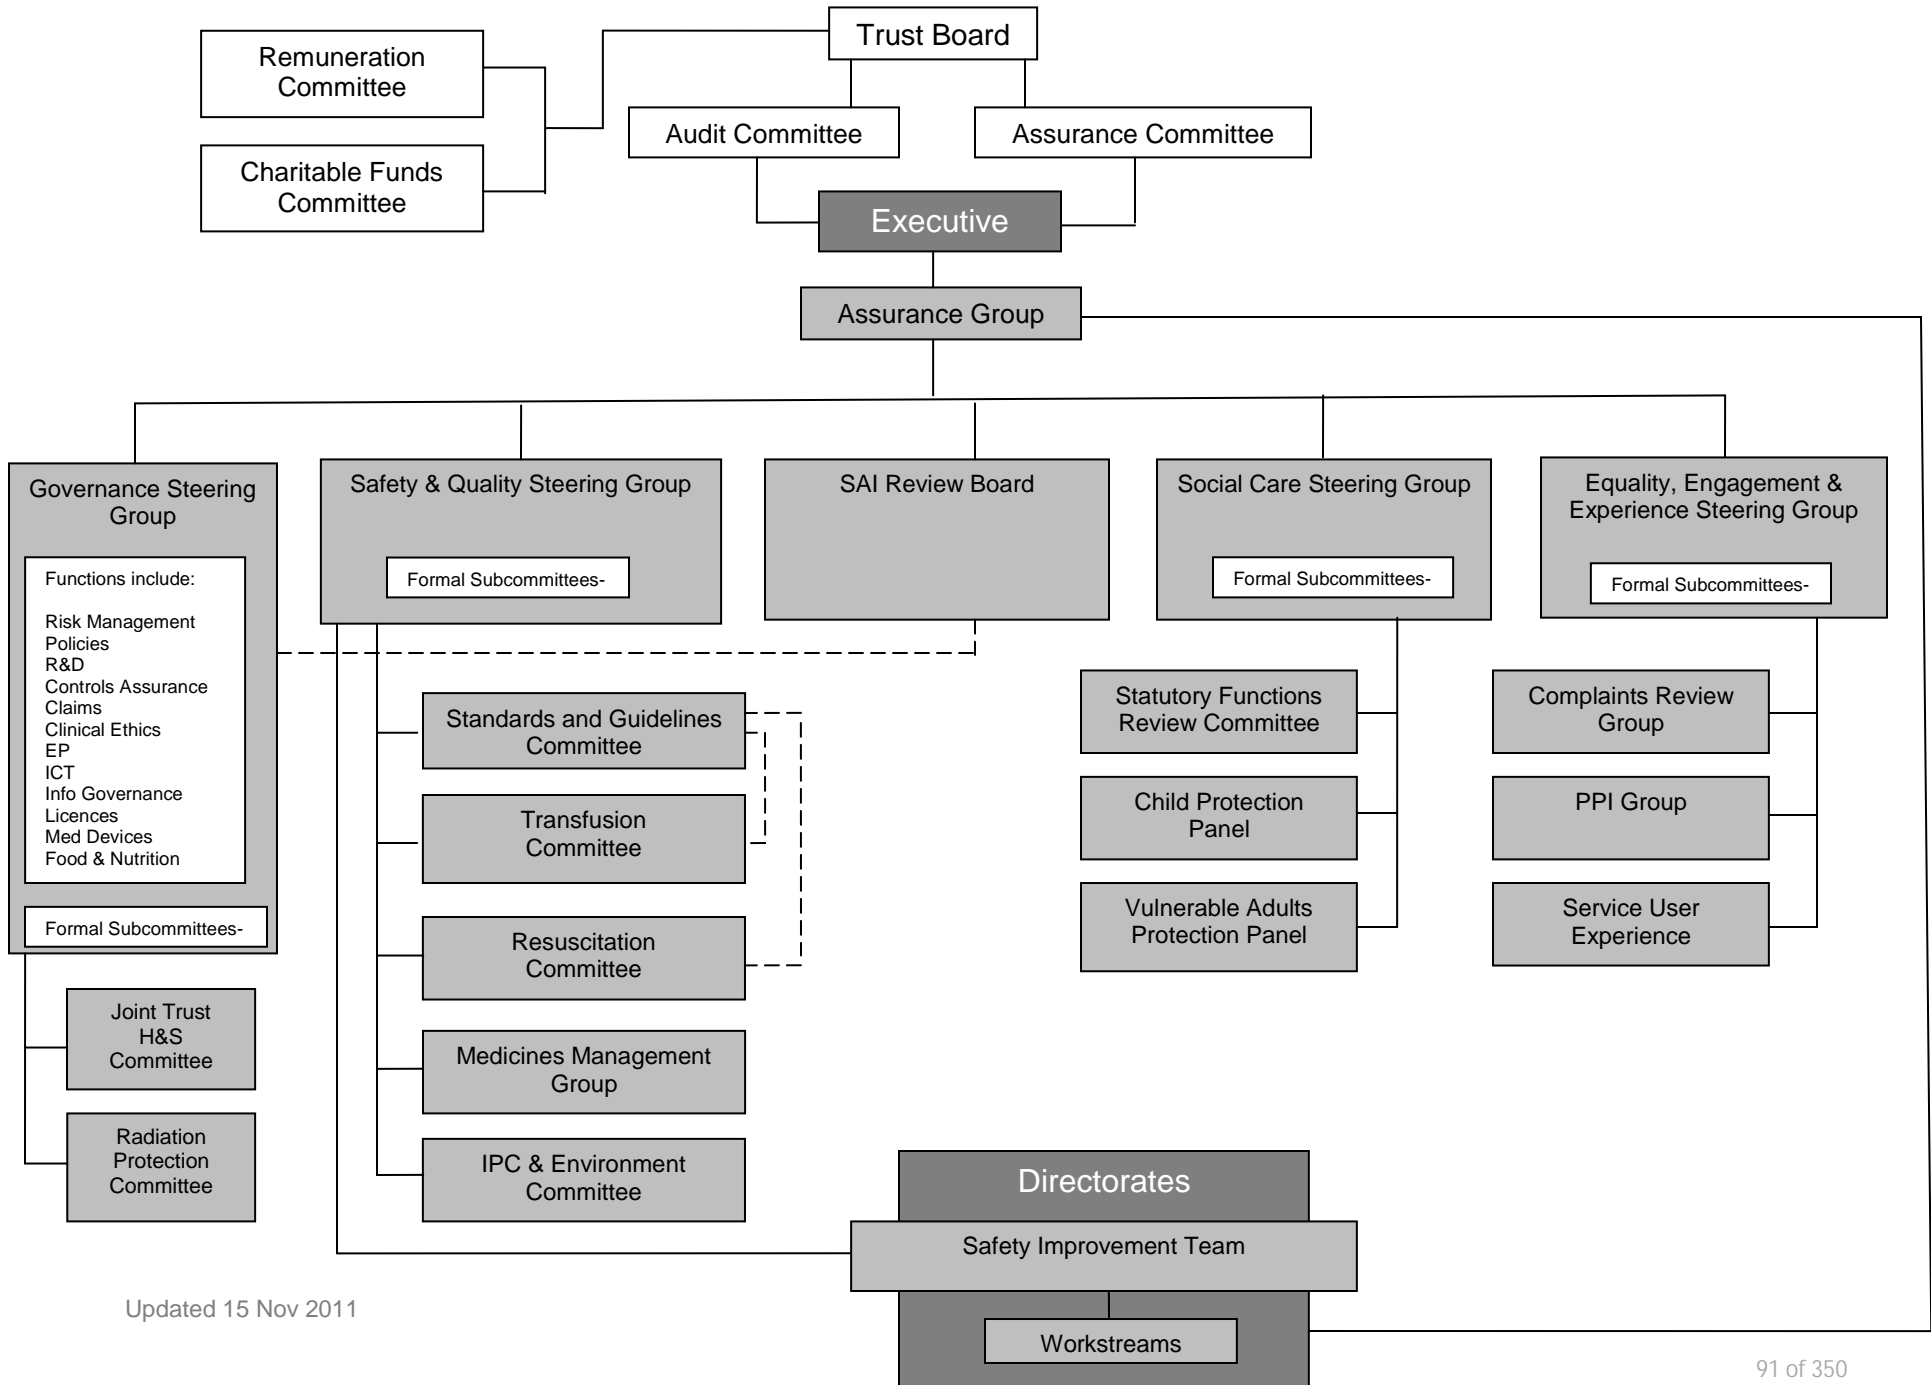 Trust Board
Remuneration
Committee
Audit Committee
Assurance Committee
Charitable Funds
Committee
Executive
Assurance Group
Governance Steering
Group
Functions include:
Risk Management
Policies
R&D
Controls Assurance
Claims
Clinical Ethics
EP
ICT
Info Governance
Licences
Med Devices
Food & Nutrition
Formal Subcommittees-
Joint Trust
H&S
Committee
Radiation
Protection
Committee
Safety & Quality Steering Group
Formal Subcommittees-
Standards and Guidelines
Committee
Transfusion
Committee
Resuscitation
Committee
Medicines Management
Group
IPC & Environment
Committee
SAI Review Board
Social Care Steering Group
Formal Subcommittees-
Statutory Functions
Review Committee
Child Protection
Panel
Vulnerable Adults
Protection Panel
Equality, Engagement &
Experience Steering Group
Formal Subcommittees-
Complaints Review
Group
PPI Group
Service User
Experience
Directorates
Safety Improvement Team
Workstreams
Updated 15 Nov 2011
91 of 350